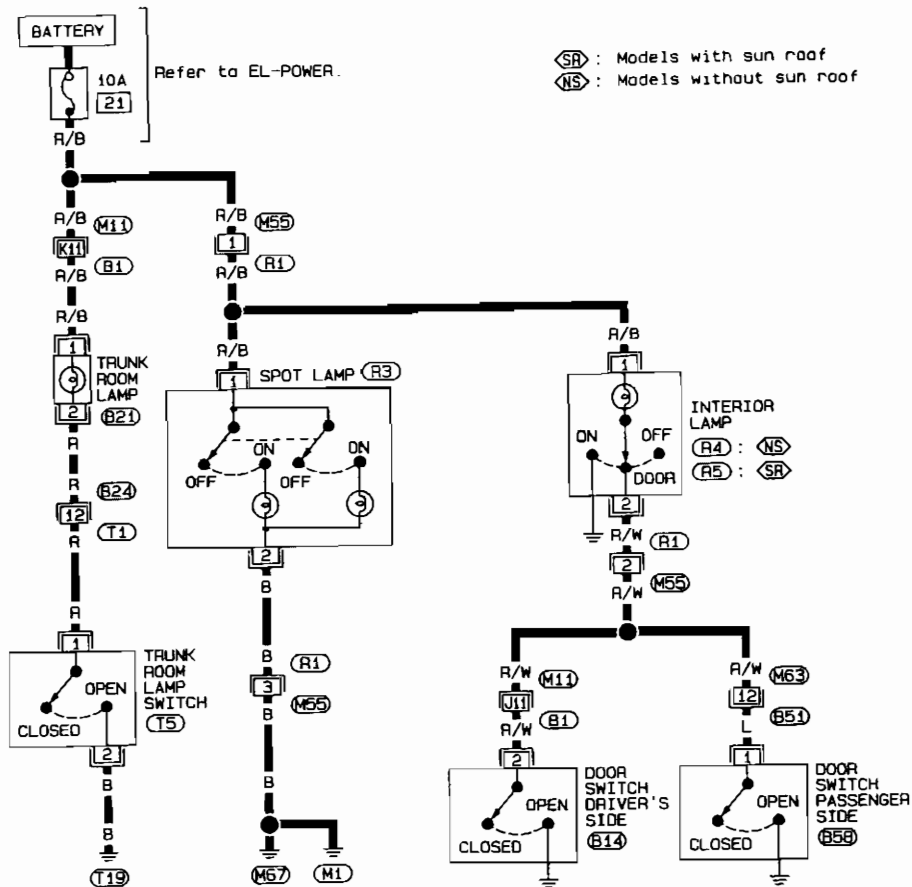 BATTERY
10A
21
Refer to EL-POWER.
SR : Models with sun roof
NS : Models without sun roof
R/B
R/B
M11
K11
B1
R/B
R/B
M55
1
R1
R/B
R/B
1
TRUNK
ROOM
LAMP
2
B21
R
R
B24
12
T1
R
R
1
TRUNK
ROOM
LAMP
SWITCH
T5
OPEN
CLOSED
2
B
B
T19
R/B
1
SPOT LAMP R3
OFF
ON
OFF
ON
2
B
B
R1
3
M55
B
B
M67
M1
R/B
1
INTERIOR
LAMP
R4 : NS
R5 : SR
ON
OFF
DOOR
2
R/W
R1
2
M55
R/W
R/W
M11
J11
B1
R/W
2
DOOR
SWITCH
DRIVER'S
SIDE
B14
OPEN
CLOSED
R/W
M63
12
B51
L
1
DOOR
SWITCH
PASSENGER
SIDE
B58
OPEN
CLOSED